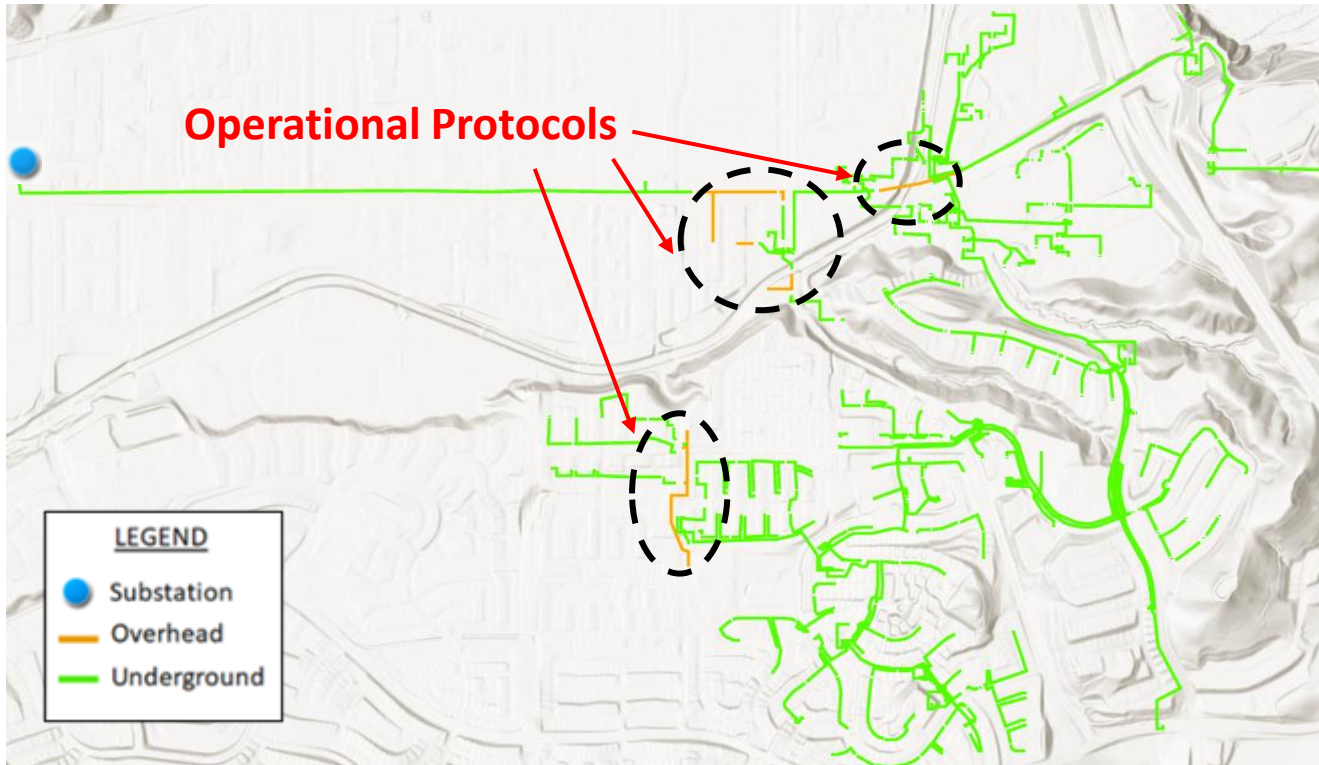 Operational Protocols
LEGEND
Substation
Overhead
Underground